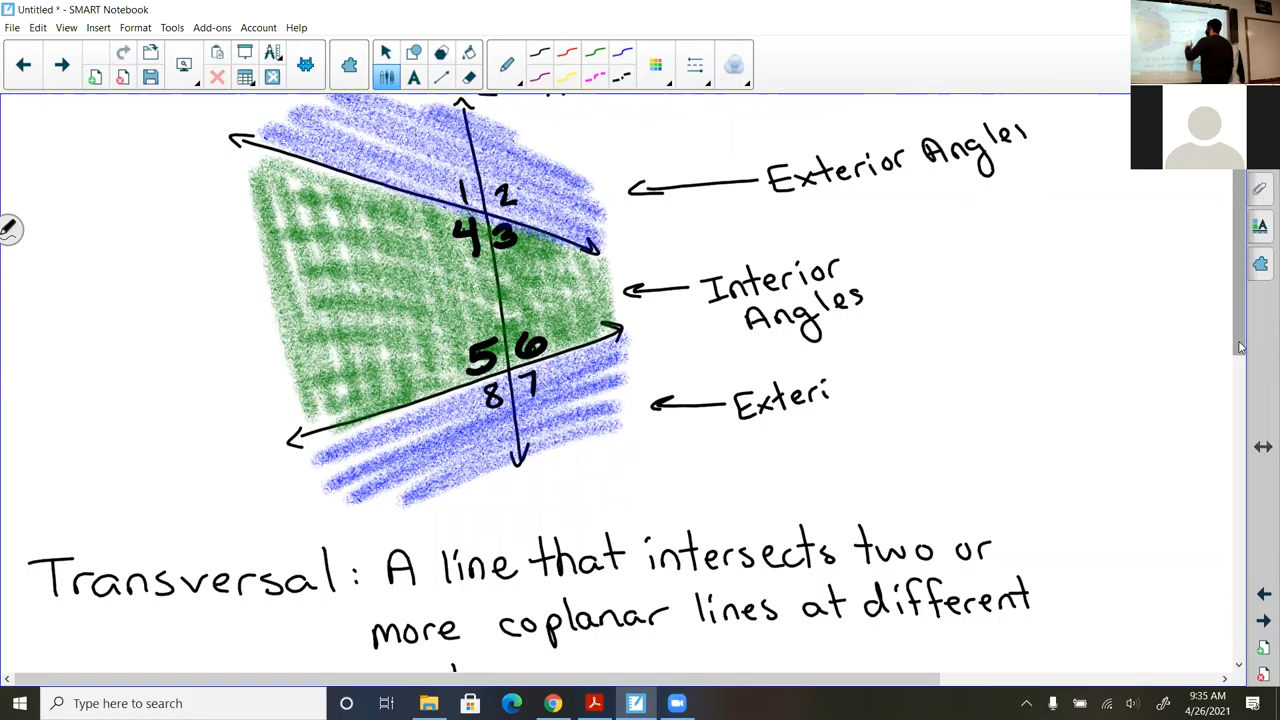 Untitled * - SMART Notebook
File Edit View Insert Format Tools Add-ons Account Help
Exterior Angles
1 2
4 3
Interior
Angles
5 6
8 7
Exteri
Transversal: A line that intersects two or
more coplanar lines at different
Type here to search
9:35 AM
4/26/2021